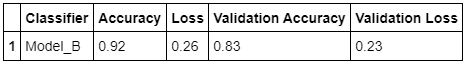 Classifier Accuracy Loss Validation Accuracy Validation Loss
1 Model_B 0.92 0.26 0.83 0.23